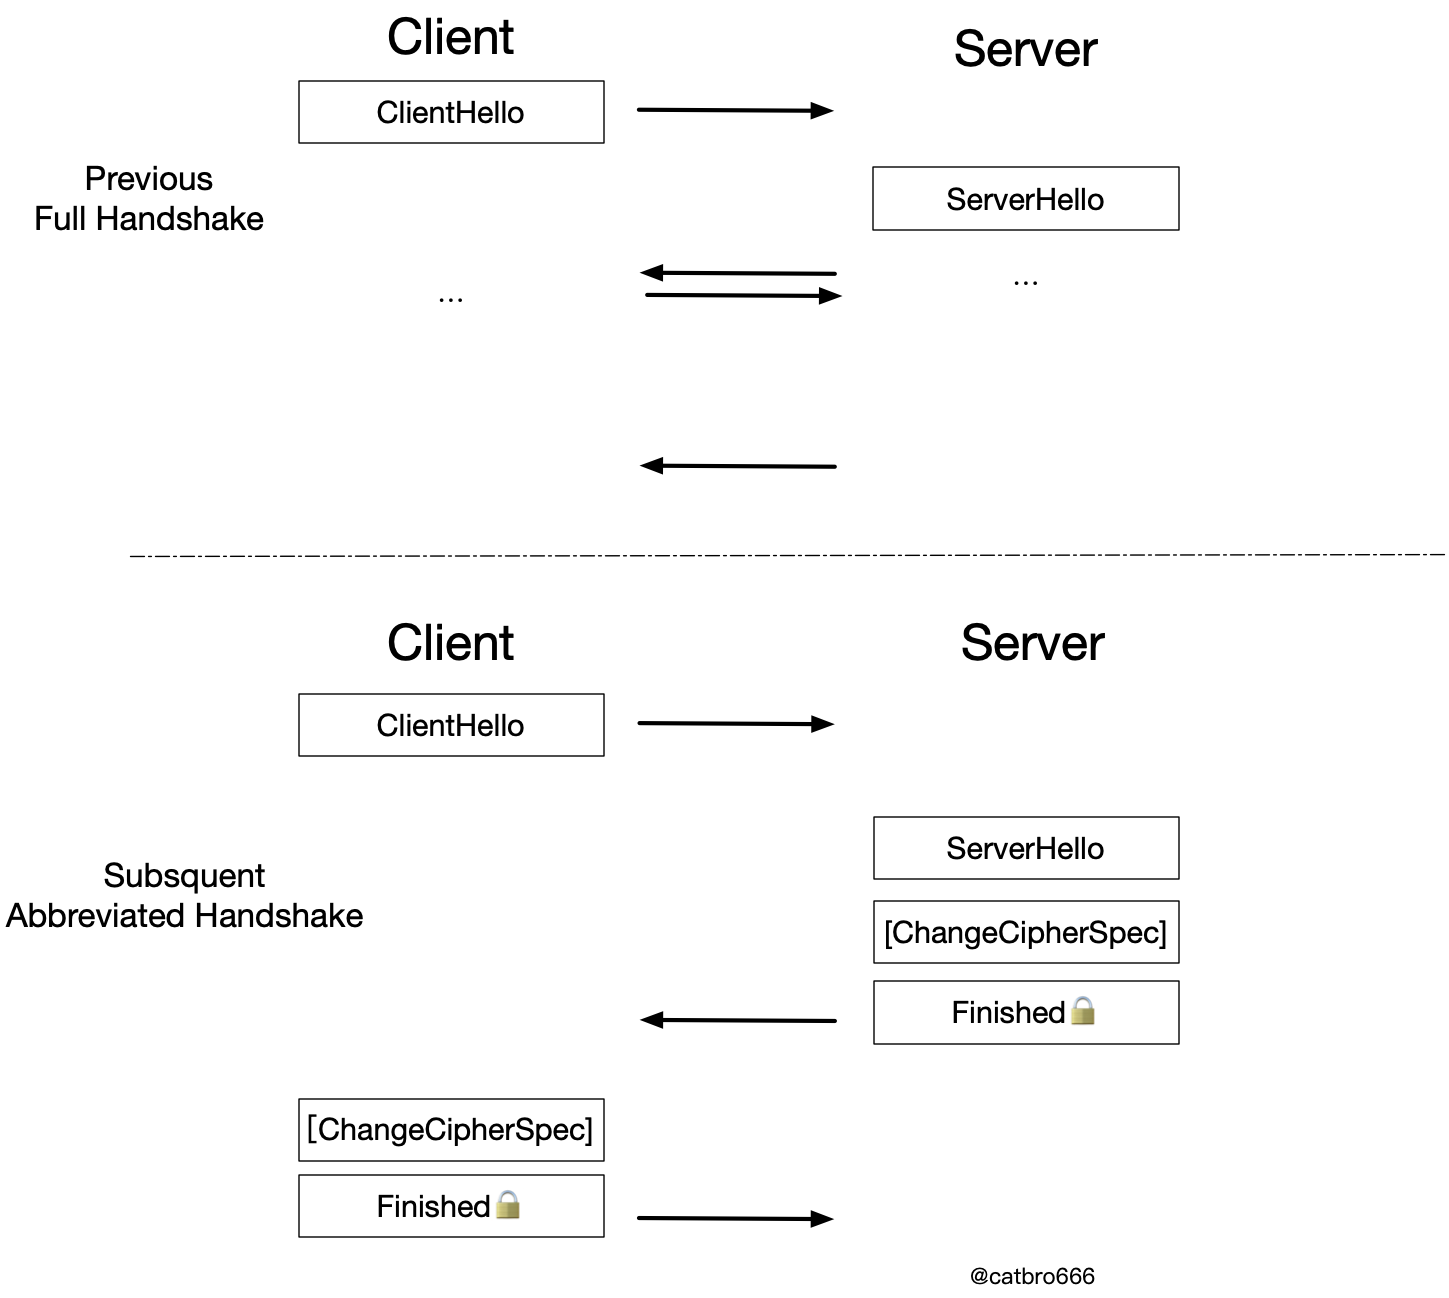 Client
Server
ClientHello
Previous
Full Handshake
ServerHello
...
...
Client
Server
ClientHello
ServerHello
Subsquent
Abbreviated Handshake
[ChangeCipherSpec]
Finished🔒
[ChangeCipherSpec]
Finished🔒
@catbro666